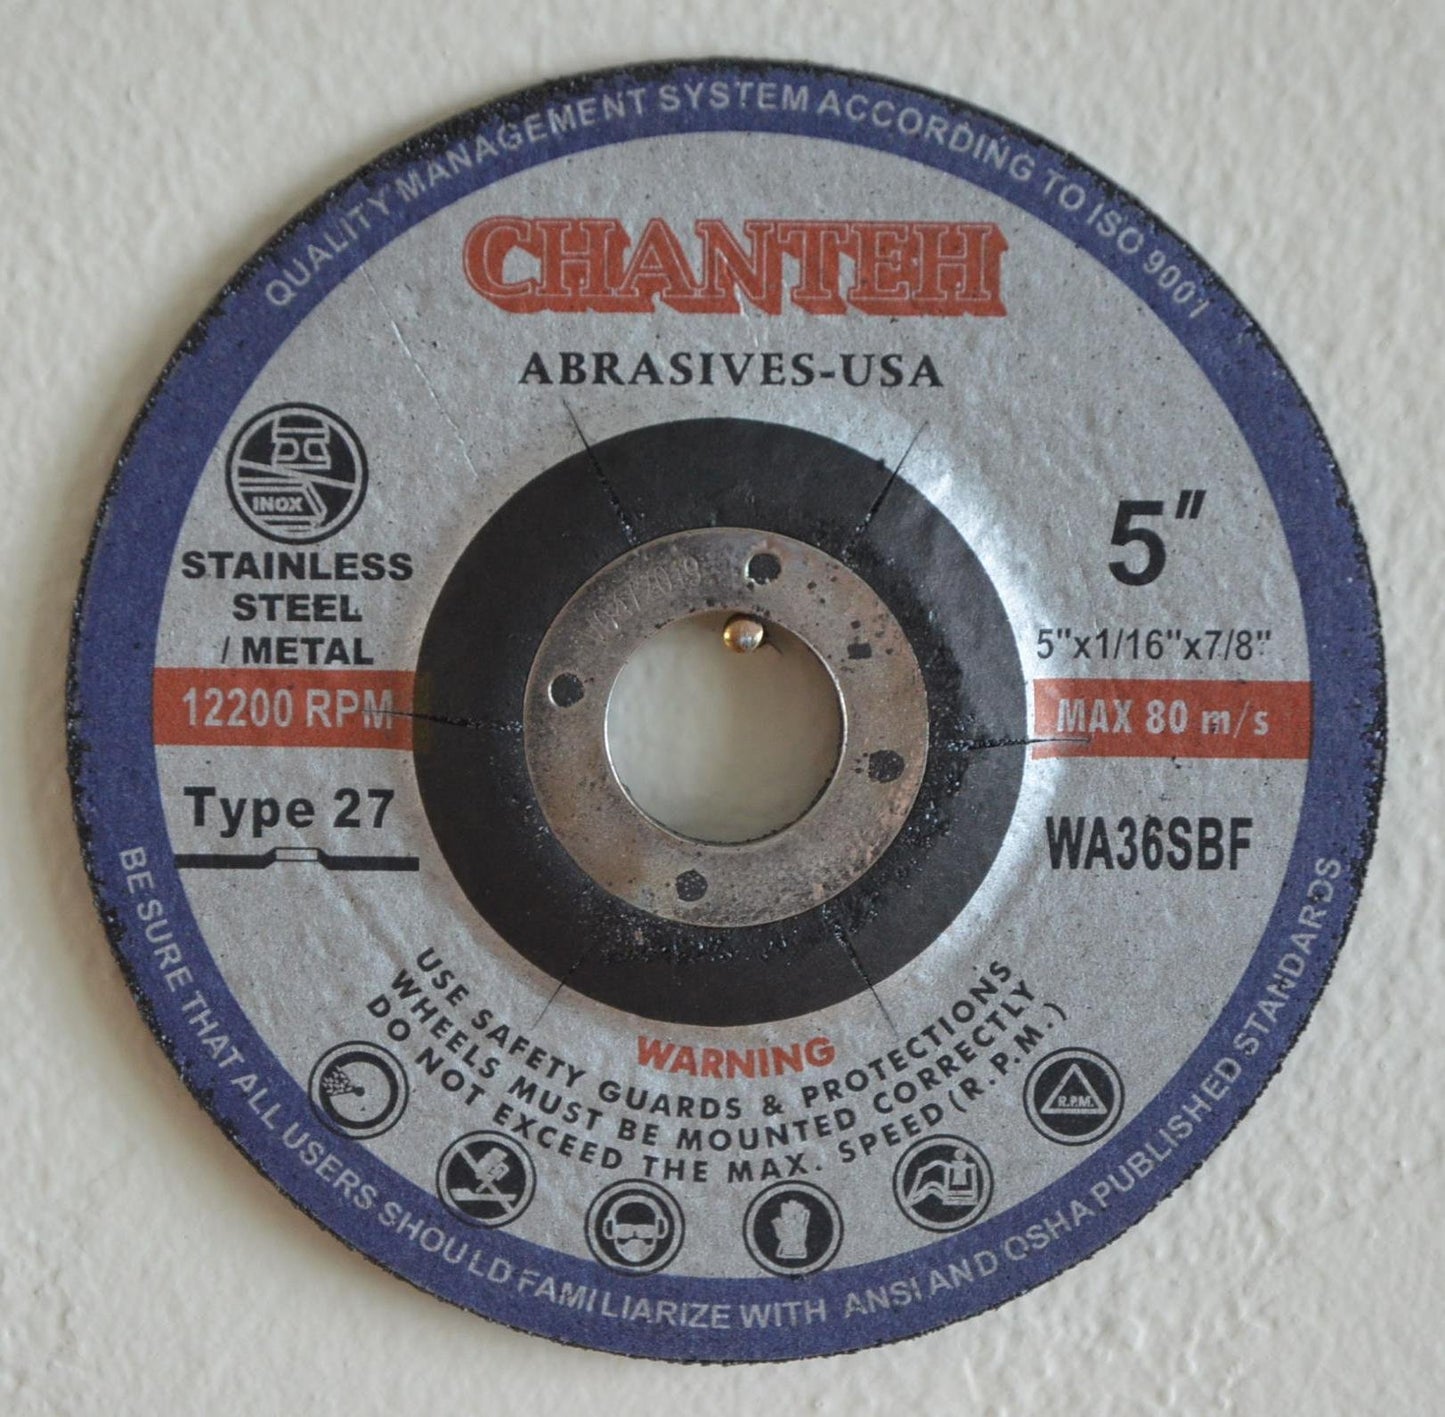 QUALITY MANAGEMENT SYSTEM ACCORDING TO ISO 9001
CHANTEH
ABRASIVES-USA
INOX
STAINLESS
STEEL
/ METAL
12200 RPM
Type 27
5"
5"x1/16"x7/8"
MAX 80 m/s
WA36SBF
WARNING
USE SAFETY GUARDS & PROTECTIONS
WHEELS MUST BE MOUNTED CORRECTLY
DO NOT EXCEED THE MAX. SPEED (R.P.M.)
R.P.M.
BE SURE THAT ALL USERS SHOULD FAMILIARIZE WITH ANSI AND OSHA PUBLISHED STANDARDS